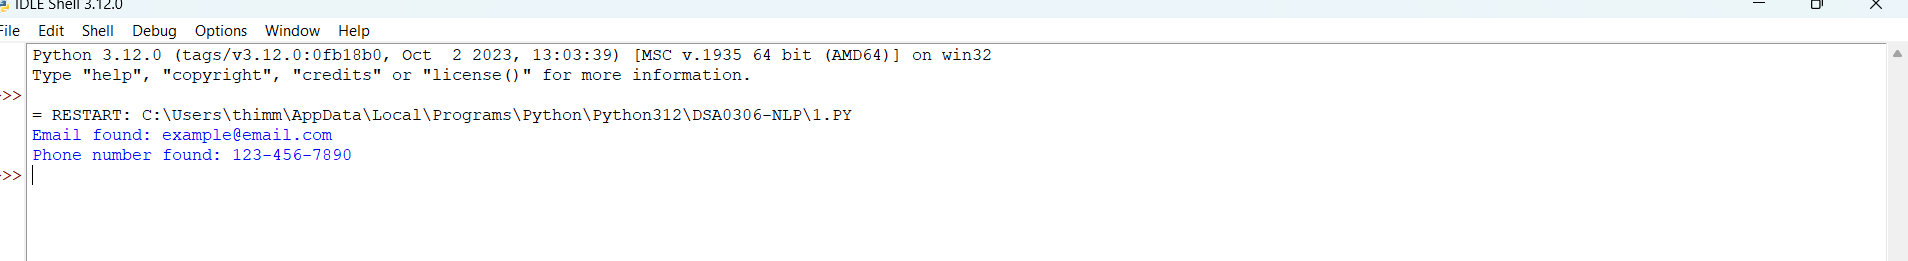 IDLE Shell 3.12.0
File Edit Shell Debug Options Window Help
Python 3.12.0 (tags/v3.12.0:0fb18b0, Oct  2 2023, 13:03:39) [MSC v.1935 64 bit (AMD64)] on win32
Type "help", "copyright", "credits" or "license()" for more information.
>>>
= RESTART: C:\Users\thimm\AppData\Local\Programs\Python\Python312\DSA0306-NLP\1.PY
Email found: example@email.com
Phone number found: 123-456-7890
>>>